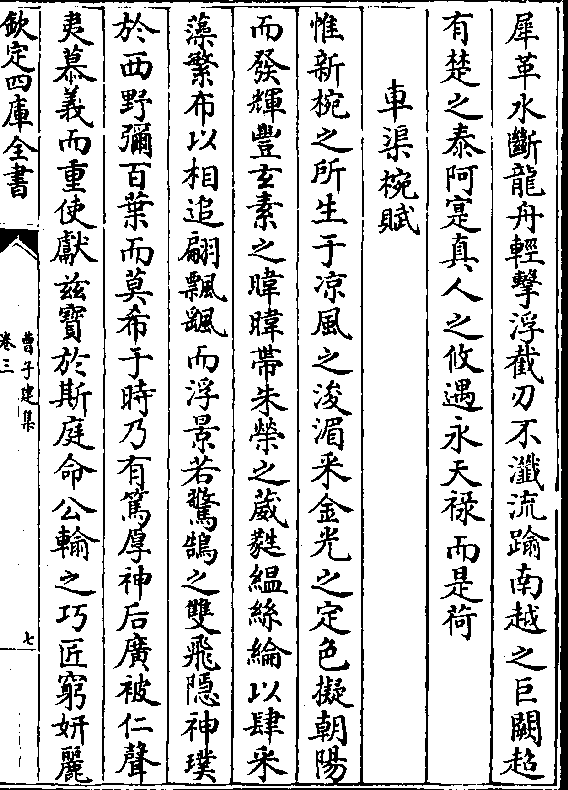 犀革水斷龍舟輕擊浮截刃不瀸流踰南越之巨闕超
有楚之泰阿寔真人之攸遇永天祿而是荷
車渠椀賦
惟新椀之所生于凉風之浚湄采金光之定色擬朝陽
而發輝豐玄素之暐暐帶朱榮之葳蕤緼絲綸以肆采
藻繁布以相追翩飄飖而浮景若驚鵠之雙飛隠神璞
於西野彌百葉而莫希于時乃有篤厚神后廣被仁聲
夷慕義而重使獻兹寶於斯庭命公輸之巧匠窮妍麗
欽定四庫全書
曹子建集
卷三
七